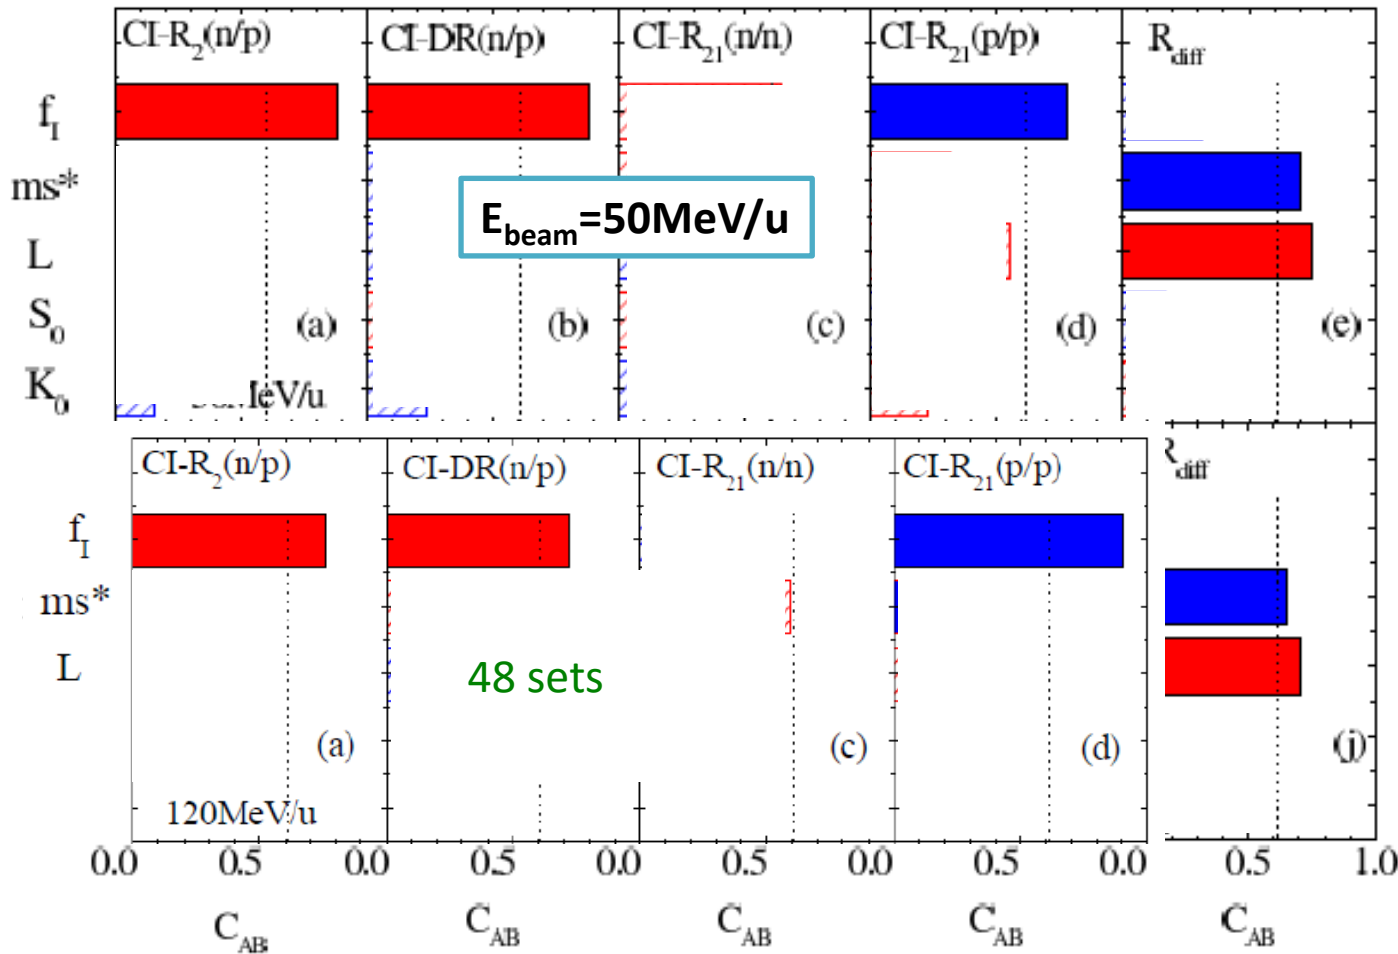 CI-R2(n/p) CI-DR(n/p) CI-R21(n/n) CI-R21(p/p) Rdiff
fI
ms*
Ebeam=50MeV/u
L
S0 (a) (b) (c) (d) (e)
K0
MeV/u
CI-R2(n/p) CI-DR(n/p) CI-R21(n/n) CI-R21(p/p) Rdiff
fI
ms*
L
48 sets
(a) (c) (d) (j)
120MeV/u
0.0 0.5 0.0 0.5 0.0 0.5 0.0 0.5 0.0 0.5 1.0
CAB CAB CAB CAB CAB